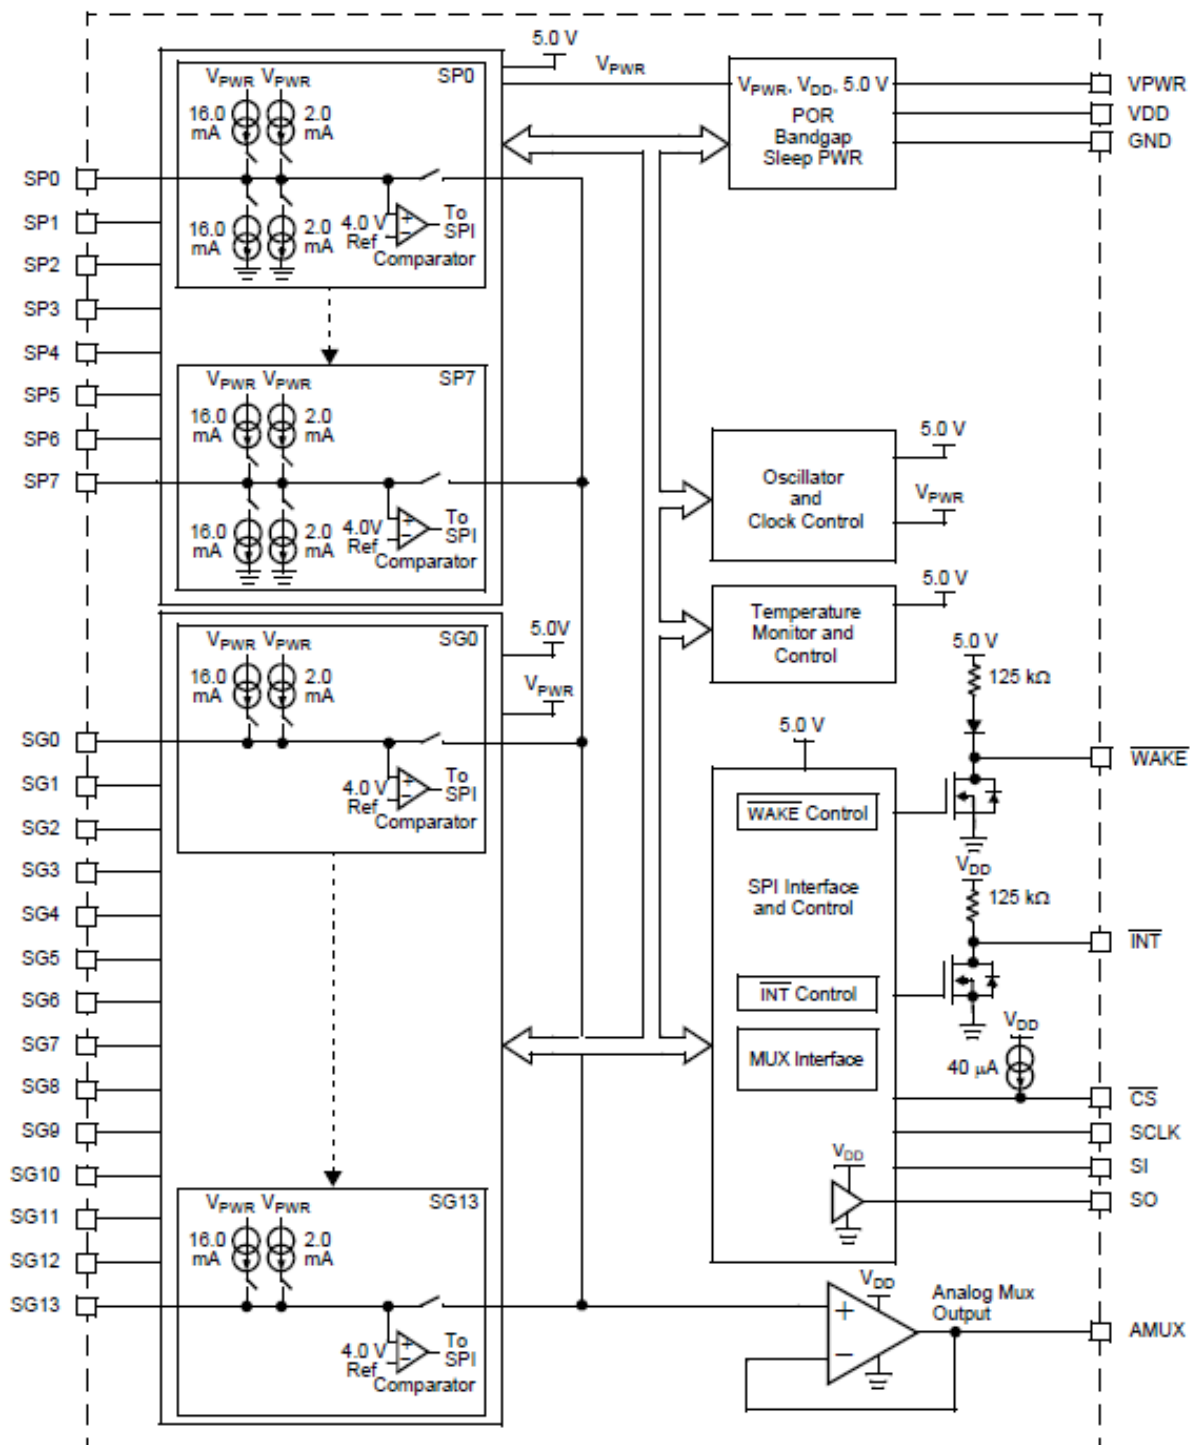 5.0 V
VPWR VPWR
SP0
VPWR
VPWR, VDD, 5.0 V
VPWR
16.0
mA
2.0
mA
POR
Bandgap
Sleep PWR
VDD
GND
SP0
16.0
mA
2.0
mA
4.0 V
Ref
+
−
To
SPI
Comparator
SP1
SP2
SP3
SP4
SP5
SP6
SP7
VPWR VPWR
SP7
16.0
mA
2.0
mA
16.0
mA
2.0
mA
4.0V
Ref
+
−
To
SPI
Comparator
Oscillator
and
Clock Control
5.0 V
VPWR
Temperature
Monitor and
Control
5.0 V
VPWR VPWR
SG0
5.0V
VPWR
16.0
mA
2.0
mA
SG0
4.0 V
Ref
+
−
To
SPI
Comparator
SG1
SG2
SG3
SG4
SG5
SG6
SG7
SG8
SG9
SG10
SG11
SG12
SG13
5.0 V
125 kΩ
WAKE
5.0 V
WAKE Control
SPI Interface
and Control
VDD
125 kΩ
INT
INT Control
MUX Interface
VDD
40 μA
CS
SCLK
SI
VDD
SO
VPWR VPWR
SG13
16.0
mA
2.0
mA
4.0 V
Ref
+
−
To
SPI
Comparator
VDD
+
−
Analog Mux
Output
AMUX